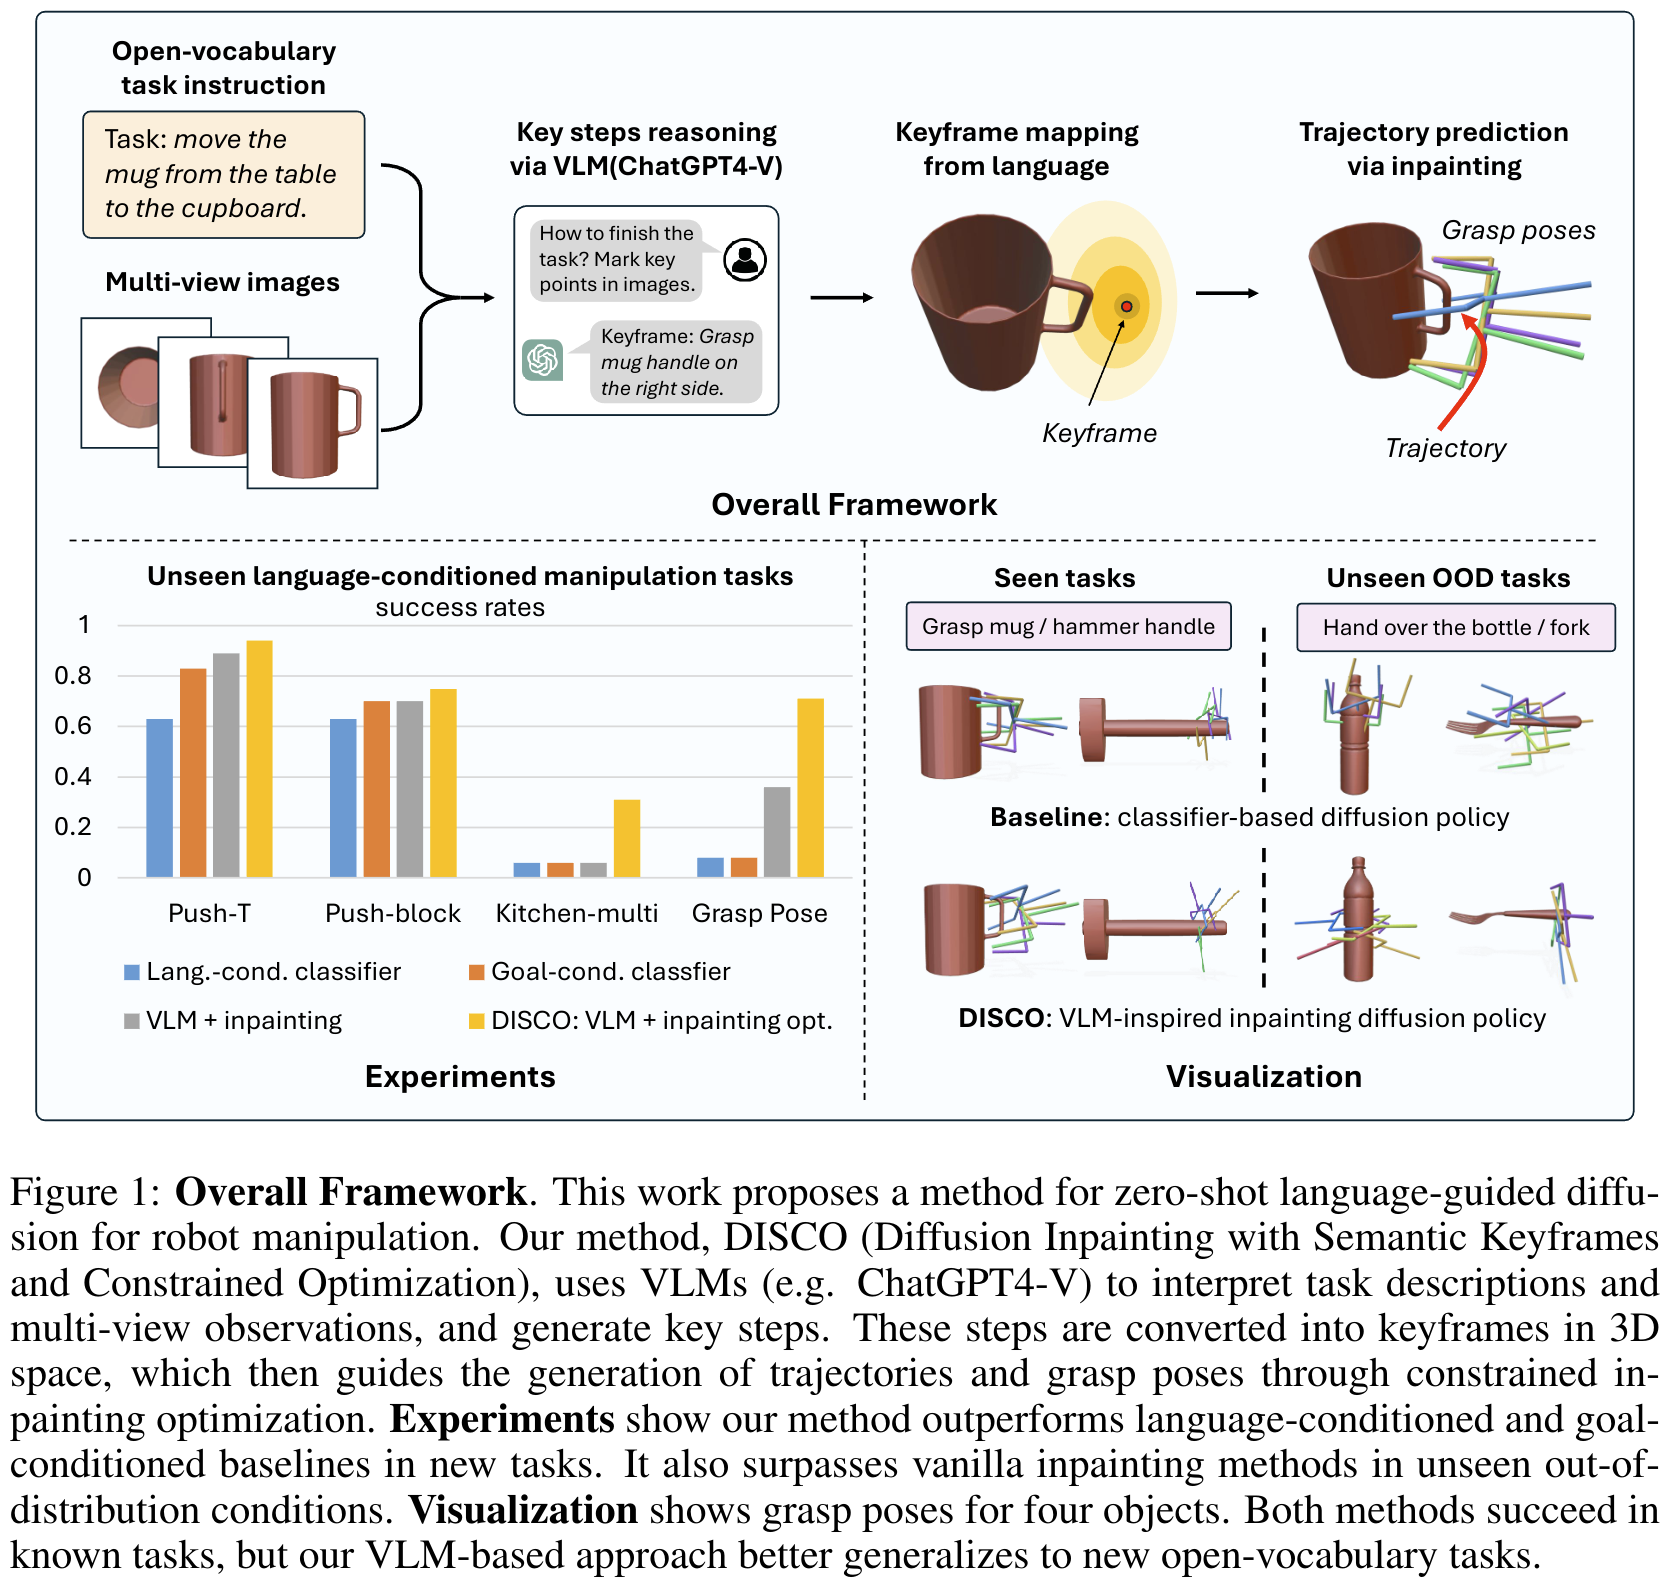 Open-vocabulary
task instruction
Task: move the
mug from the table
to the cupboard.
Multi-view images
Key steps reasoning
via VLM(ChatGPT4-V)
How to finish the
task? Mark key
points in images.
Keyframe: Grasp
mug handle on
the right side.
Keyframe mapping
from language
Keyframe
Trajectory prediction
via inpainting
Grasp poses
Trajectory
Overall Framework
Unseen language-conditioned manipulation tasks
success rates
1
0.8
0.6
0.4
0.2
0
Push-T
Push-block
Kitchen-multi
Grasp Pose
Lang.-cond. classifier
Goal-cond. classfier
VLM + inpainting
DISCO: VLM + inpainting opt.
Experiments
Seen tasks
Unseen OOD tasks
Grasp mug / hammer handle
Hand over the bottle / fork
Baseline: classifier-based diffusion policy
DISCO: VLM-inspired inpainting diffusion policy
Visualization
Figure 1: Overall Framework. This work proposes a method for zero-shot language-guided diffu-
sion for robot manipulation. Our method, DISCO (Diffusion Inpainting with Semantic Keyframes
and Constrained Optimization), uses VLMs (e.g. ChatGPT4-V) to interpret task descriptions and
multi-view observations, and generate key steps. These steps are converted into keyframes in 3D
space, which then guides the generation of trajectories and grasp poses through constrained in-
painting optimization. Experiments show our method outperforms language-conditioned and goal-
conditioned baselines in new tasks. It also surpasses vanilla inpainting methods in unseen out-of-
distribution conditions. Visualization shows grasp poses for four objects. Both methods succeed in
known tasks, but our VLM-based approach better generalizes to new open-vocabulary tasks.